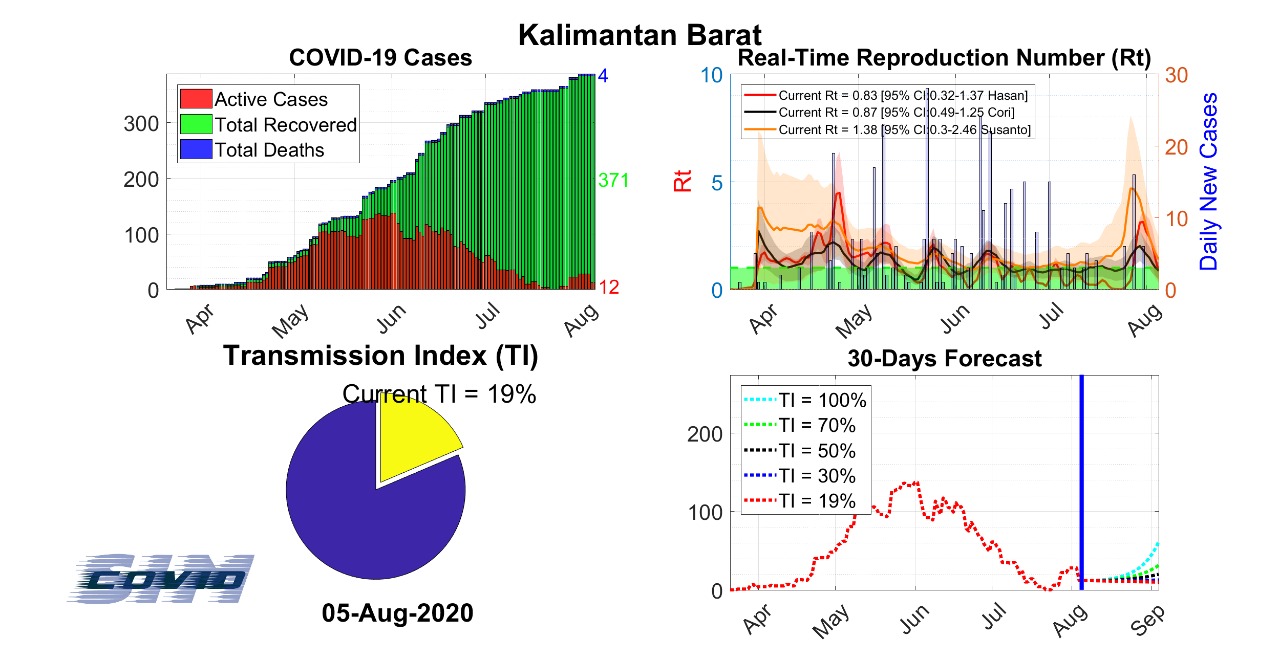 Kalimantan Barat
COVID-19 Cases
Active Cases
Total Recovered
Total Deaths
300
200
100
0
4
371
12
Apr
May
Jun
Jul
Aug
Real-Time Reproduction Number (Rt)
Current Rt = 0.83 [95% CI:0.32-1.37 Hasan]
Current Rt = 0.87 [95% CI:0.49-1.25 Cori]
Current Rt = 1.38 [95% CI:0.3-2.46 Susanto]
10
5
0
Rt
30
20
10
0
Daily New Cases
Apr
May
Jun
Jul
Aug
Transmission Index (TI)
Current TI = 19%
05-Aug-2020
SIN
COVID
30-Days Forecast
TI = 100%
TI = 70%
TI = 50%
TI = 30%
TI = 19%
200
100
0
Apr
May
Jun
Jul
Aug
Sep